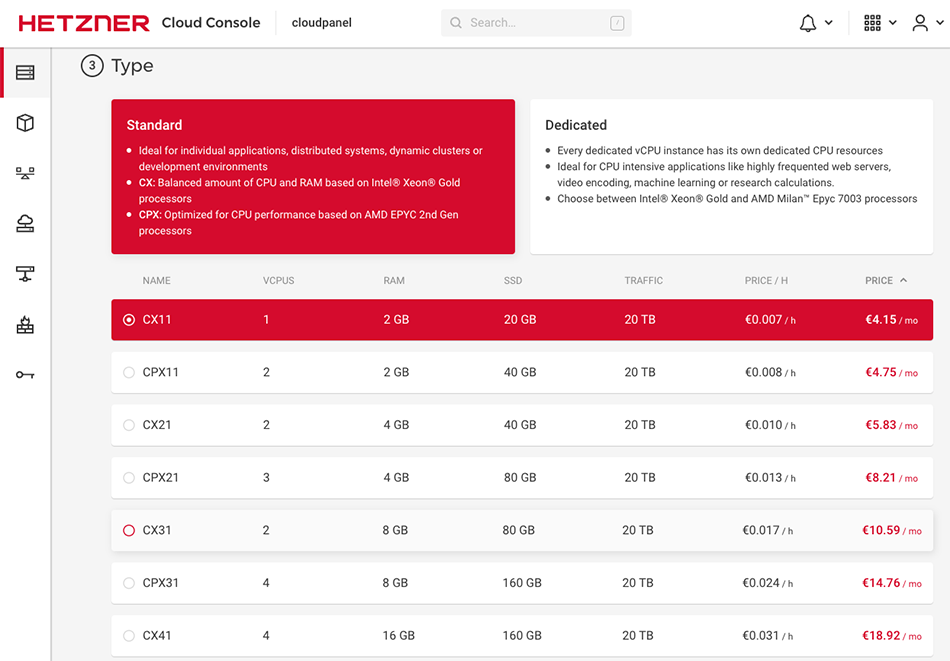 HETZNER Cloud Console cloudpanel Search... /
3 Type
Standard
• Ideal for individual applications, distributed systems, dynamic clusters or
development environments
• CX: Balanced amount of CPU and RAM based on Intel® Xeon® Gold
processors
• CPX: Optimized for CPU performance based on AMD EPYC 2nd Gen
processors
Dedicated
• Every dedicated vCPU instance has its own dedicated CPU resources
• Ideal for CPU intensive applications like highly frequented web servers,
video encoding, machine learning or research calculations.
• Choose between Intel® Xeon® Gold and AMD Milan™ Epyc 7003 processors
NAME VCPUS RAM SSD TRAFFIC PRICE / H PRICE
CX11 1 2 GB 20 GB 20 TB €0.007 / h €4.15 / mo
CPX11 2 2 GB 40 GB 20 TB €0.008 / h €4.75 / mo
CX21 2 4 GB 40 GB 20 TB €0.010 / h €5.83 / mo
CPX21 3 4 GB 80 GB 20 TB €0.013 / h €8.21 / mo
CX31 2 8 GB 80 GB 20 TB €0.017 / h €10.59 / mo
CPX31 4 8 GB 160 GB 20 TB €0.024 / h €14.76 / mo
CX41 4 16 GB 160 GB 20 TB €0.031 / h €18.92 / mo